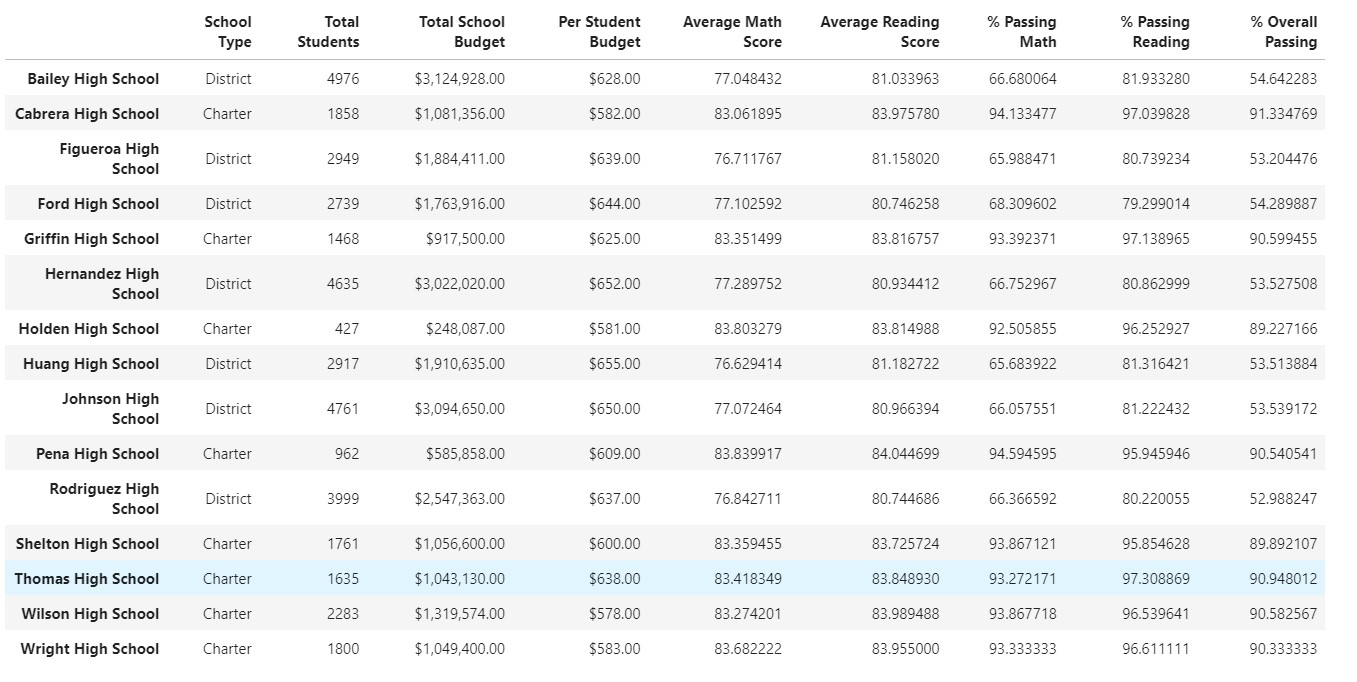 School Type Total Students Total School Budget Per Student Budget Average Math Score Average Reading Score % Passing Math % Passing Reading % Overall Passing
Bailey High School District 4976 $3,124,928.00 $628.00 77.048432 81.033963 66.680064 81.933280 54.642283
Cabrera High School Charter 1858 $1,081,356.00 $582.00 83.061895 83.975780 94.133477 97.039828 91.334769
Figueroa High School District 2949 $1,884,411.00 $639.00 76.711767 81.158020 65.988471 80.739234 53.204476
Ford High School District 2739 $1,763,916.00 $644.00 77.102592 80.746258 68.309602 79.299014 54.289887
Griffin High School Charter 1468 $917,500.00 $625.00 83.351499 83.816757 93.392371 97.138965 90.599455
Hernandez High School District 4635 $3,022,020.00 $652.00 77.289752 80.934412 66.752967 80.862999 53.527508
Holden High School Charter 427 $248,087.00 $581.00 83.803279 83.814988 92.505855 96.252927 89.227166
Huang High School District 2917 $1,910,635.00 $655.00 76.629414 81.182722 65.683922 81.316421 53.513884
Johnson High School District 4761 $3,094,650.00 $650.00 77.072464 80.966394 66.057551 81.222432 53.539172
Pena High School Charter 962 $585,858.00 $609.00 83.839917 84.044699 94.594595 95.945946 90.540541
Rodriguez High School District 3999 $2,547,363.00 $637.00 76.842711 80.744686 66.366592 80.220055 52.988247
Shelton High School Charter 1761 $1,056,600.00 $600.00 83.359455 83.725724 93.867121 95.854628 89.892107
Thomas High School Charter 1635 $1,043,130.00 $638.00 83.418349 83.848930 93.272171 97.308869 90.948012
Wilson High School Charter 2283 $1,319,574.00 $578.00 83.274201 83.989488 93.867718 96.539641 90.582567
Wright High School Charter 1800 $1,049,400.00 $583.00 83.682222 83.955000 93.333333 96.611111 90.333333